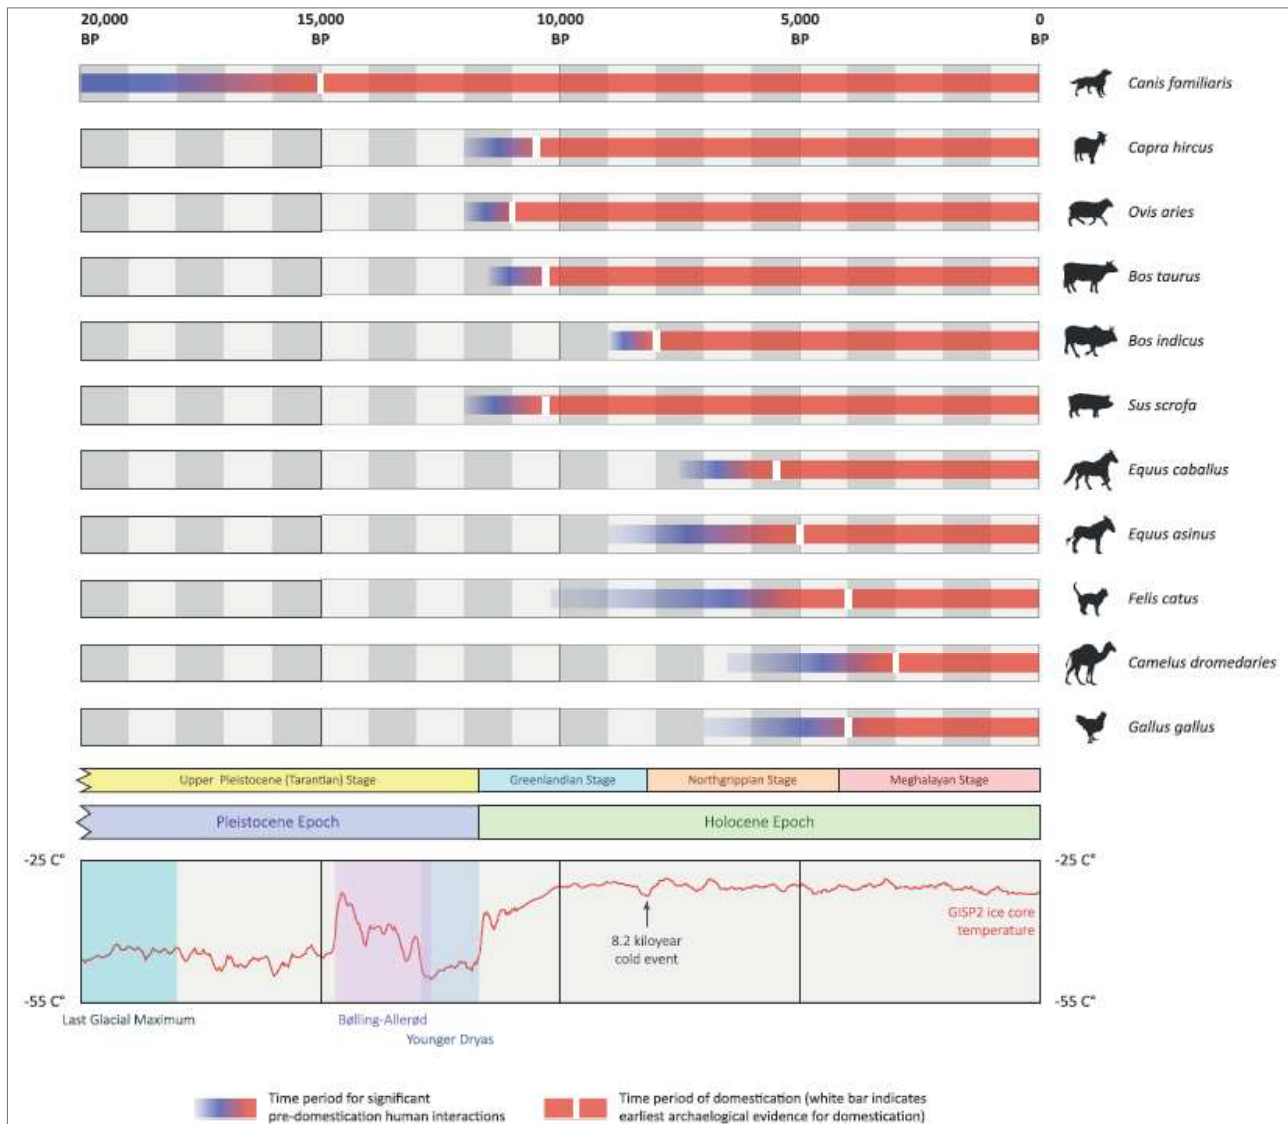 20,000 BP
15,000 BP
10,000 BP
5,000 BP
0 BP
Canis familiaris
Capra hircus
Ovis aries
Bos taurus
Bos indicus
Sus scrofa
Equus caballus
Equus asinus
Felis catus
Camelus dromedaries
Gallus gallus
Upper Pleistocene (Tarantian) Stage
Greenlandian Stage
Northgrippian Stage
Meghalayan Stage
Pleistocene Epoch
Holocene Epoch
-25 C°
-25 C°
GISP2 ice core
temperature
8.2 kiloyear
cold event
-55 C°
-55 C°
Last Glacial Maximum
Bølling-Allerød
Younger Dryas
Time period for significant
pre-domestication human interactions
Time period of domestication (white bar indicates
earliest archaelogical evidence for domestication)